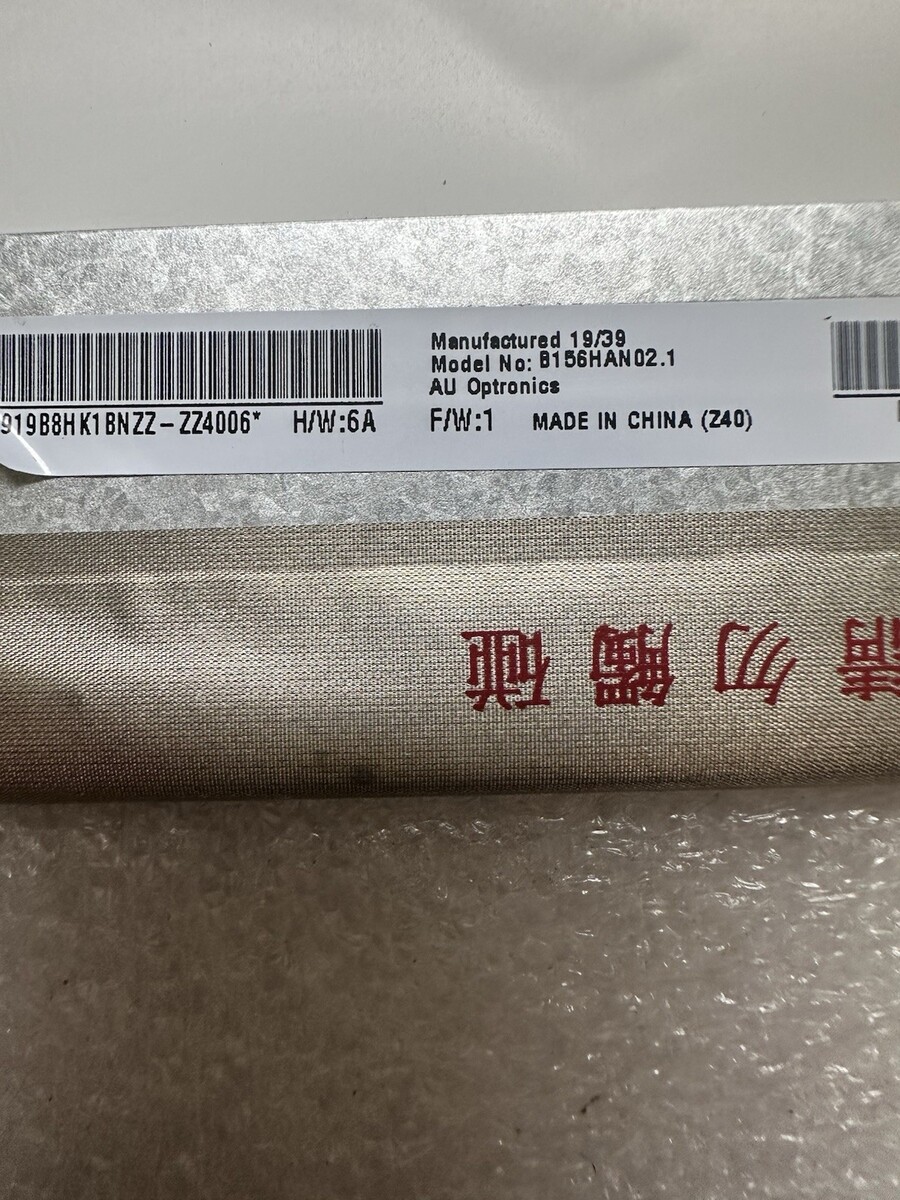 Manufactured 19/39
Model No: B156HAN02.1
AU Optronics
919B8HK1BNZZ-ZZ4006* H/W:6A F/W:1 MADE IN CHINA (Z40)
請勿觸碰